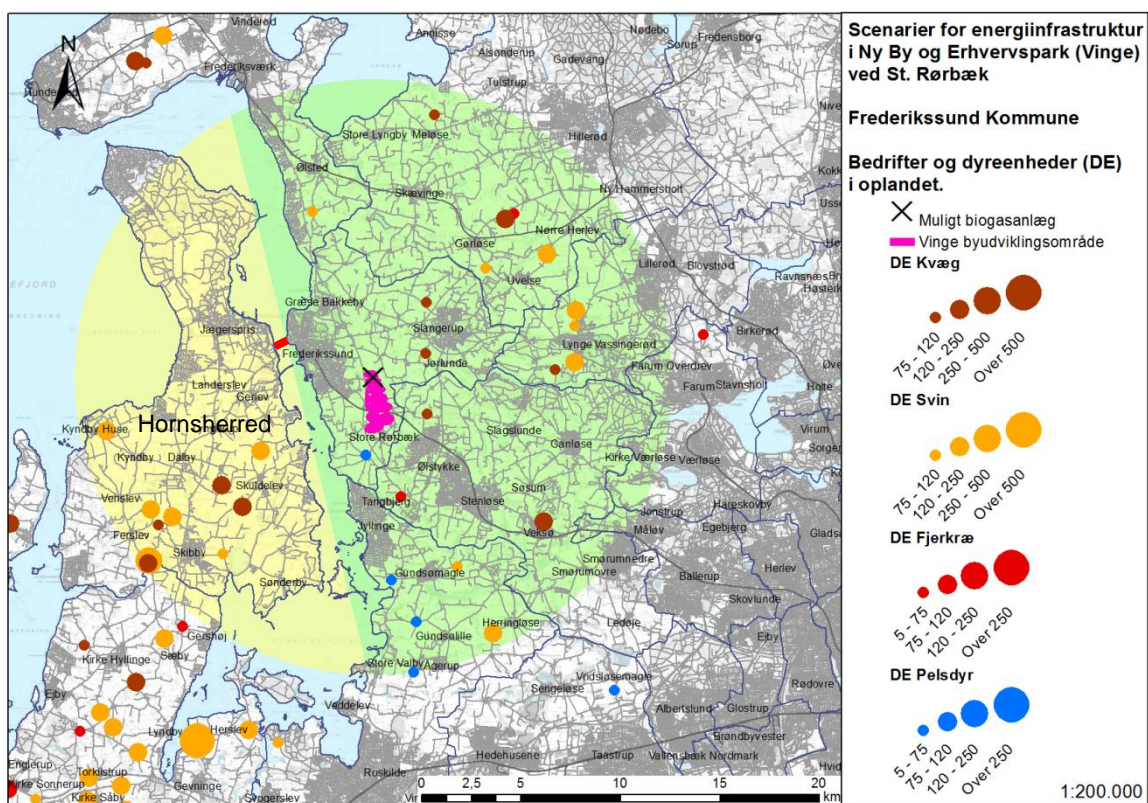 Scenarier for energiinfrastruktur
i Ny By og Erhvervspark (Vinge)
ved St. Rørbæk
Frederikssund Kommune
Bedrifter og dyreenheder (DE)
i oplandet.
Muligt biogasanlæg
Vinge byudviklingsområde
DE Kvæg
75 - 120
120 - 250
250 - 500
Over 500
DE Svin
75 - 120
120 - 250
250 - 500
Over 500
DE Fjerkræ
5 - 75
75 - 120
120 - 250
Over 250
DE Pelsdyr
5 - 75
75 - 120
120 - 250
Over 250
1:200.000
N
Vinderød
Annisse
Nødebo
Fredensborg
Sørup
Alsønderup
Gadevang
Frederiksværk
Tulstrup
Store Lyngby
Meløse
Hillerød
Ølsted
Ny Hammersholt
Skævinge
Nørre Herlev
Gørløse
Lillerød
Blovstrød
Uvelse
Græse Bakkeby
Slangerup
Birkerød
Jægerspris
Lynge
Vassingerød
Frederikssund
Jørlunde
Farum Overdrev
Farum
Stavnsholt
Holte
Landerslev
Gerlev
Hornsherred
Kyndby Huse
Virum
Store Rørbæk
Slagslunde
Ganløse
Kyndby
Dalby
Kirke Værløse
Værløse
Ølstykke
Skuldelev
Søsum
Stenløse
Hareskovby
Venslev
Tangbjerg
Jonstrup
Måløv
Egebjerg
Veksø
Ferslev
Jyllinge
Skibby
Smørumnedre
Smørumovre
Ballerup
Herlev
Gundsømagle
Sønderby
Skovlunde
Herringløse
Ledøje
Ejby
Gershøj
Gundsølille
Sæby
Kirke Hyllinge
Store Valby
Agerup
Ejby
Vridsløsemagle
Sengeløse
Rødovre
Veddelev
Albertslund
Glostrup
Lyndby
Herslev
Brøndbyvester
Hedehusene
Taastrup
Vallensbæk Nordmark
Englerup
Torkilstrup
Gevninge
Roskilde
Kirke Sonnerup
Kirke Såby
Svogerslev
0 2,5 5 10 15 20
km